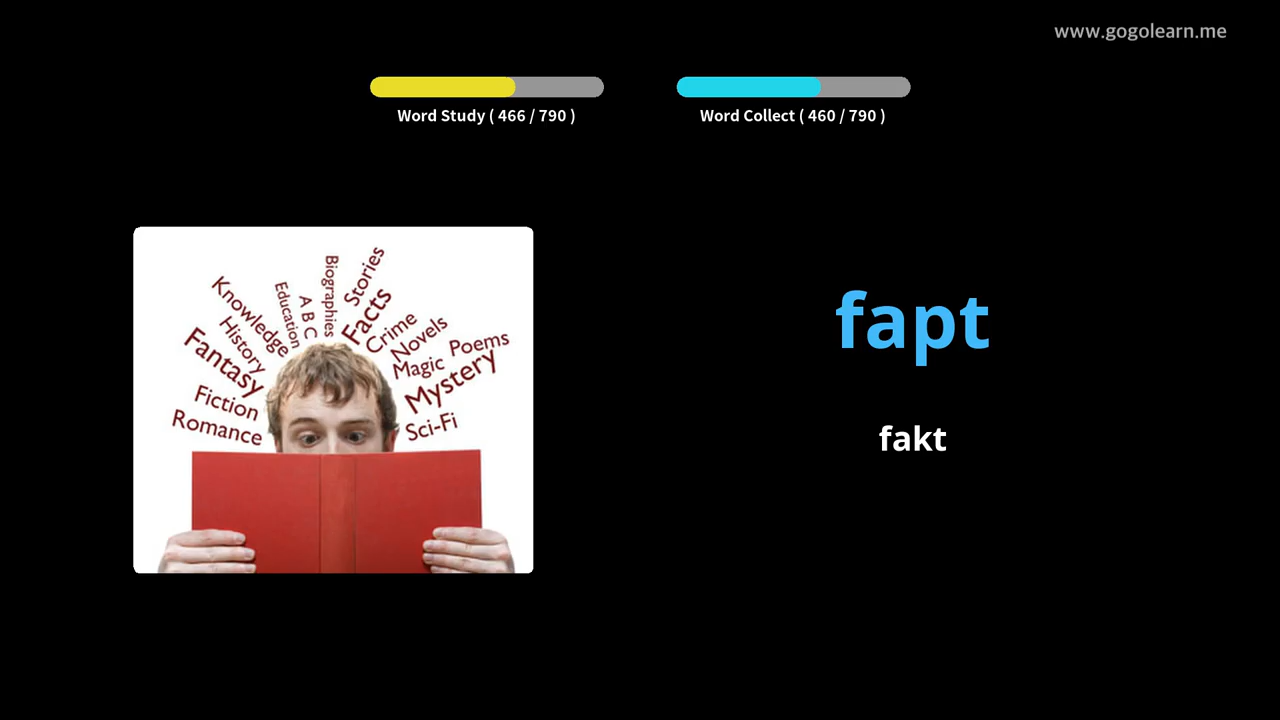 www.gogolearn.me
Word Study ( 466 / 790 )
Word Collect ( 460 / 790 )
Knowledge
History
Fantasy
Fiction
Romance
Education
A B C
Biographies
Stories
Facts
Crime
Novels
Magic
Poems
Mystery
Sci-Fi
fapt
fakt